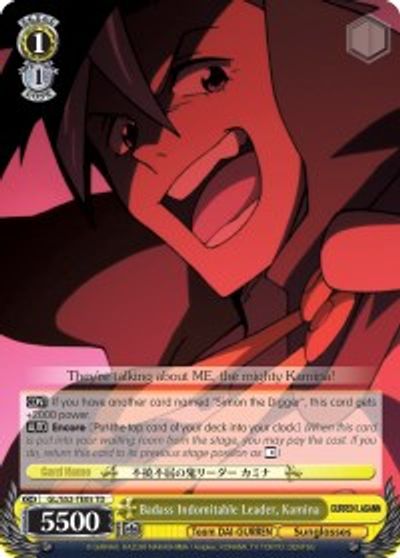 LEVEL
1
1
COST
They're talking about ME, the mighty Kamina!
CONT If you have another card named "Simon the Digger", this card gets
+2000 power.
AUTO Encore [Put the top card of your deck into your clock] (When this card
is put into your waiting room from the stage, you may pay the cost. If you
do, return this card to its previous stage position as
Card Name 不撓不屈の鬼リーダー カミナ
5500
Badass Indomitable Leader, Kamina
GURREN LAGANN
Team DAI-GURREN
Sunglasses